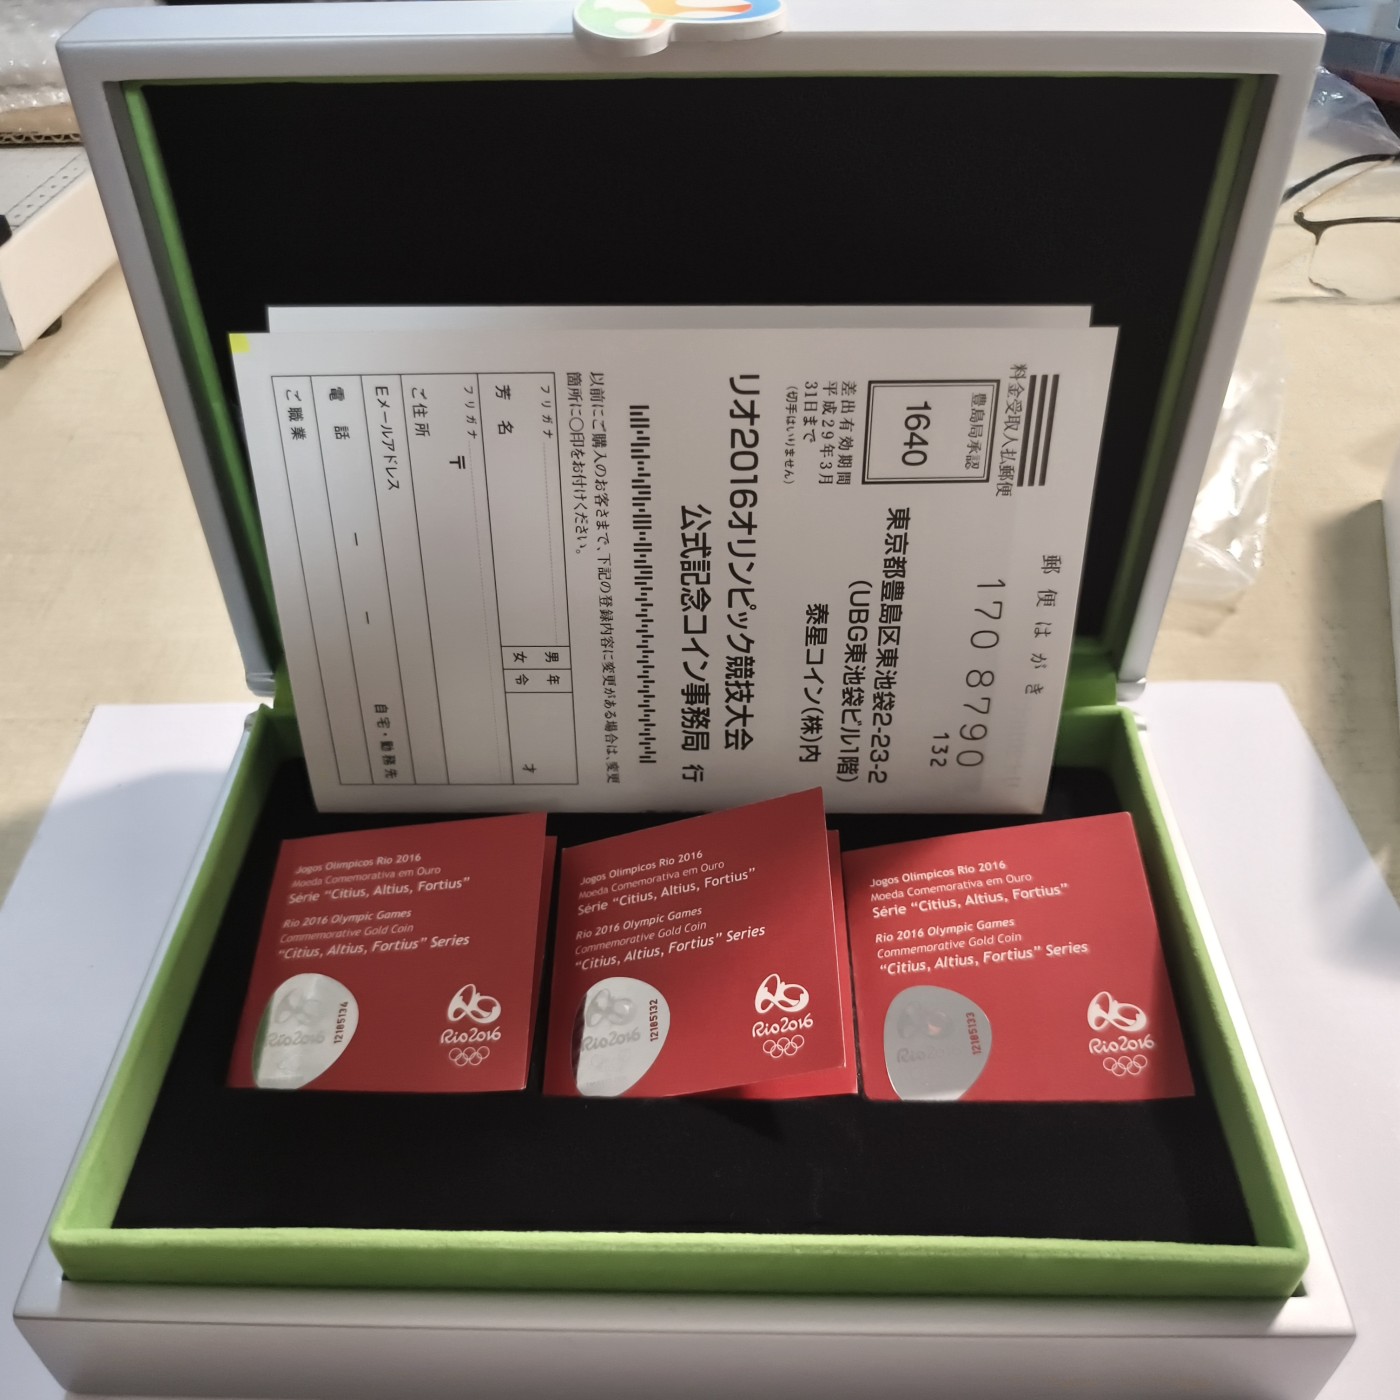 郵便はがき
料金受取人払郵便
豊島局承認
1640
差出有効期間
平成29年3月
31日まで
(切手はいりません)
170 8790
132
東京都豊島区東池袋2-23-2
(UBG東池袋ビル1階)
泰星コイン(株)内
リオ2016オリンピック競技大会
公式記念コイン事務局 行
以前にご購入のお客さまで、下記の登録内容に変更がある場合は、変更
箇所に〇印をお付けください。
フリガナ
芳名
男
女
年
令
才
フリガナ
ご住所
〒
Eメールアドレス
電話
自宅・勤務先
ご職業
Jogos Olímpicos Rio 2016
Moeda Comemorativa em Ouro
Série “Citius, Altius, Fortius”
Rio 2016 Olympic Games
Commemorative Gold Coin
“Citius, Altius, Fortius” Series
Rio2016
12105134
Rio2016
Jogos Olímpicos Rio 2016
Moeda Comemorativa em Ouro
Série “Citius, Altius, Fortius”
Rio 2016 Olympic Games
Commemorative Gold Coin
“Citius, Altius, Fortius” Series
Rio2016
12105132
Rio2016
Jogos Olímpicos Rio 2016
Moeda Comemorativa em Ouro
Série “Citius, Altius, Fortius”
Rio 2016 Olympic Games
Commemorative Gold Coin
“Citius, Altius, Fortius” Series
Rio2016
12105133
Rio2016